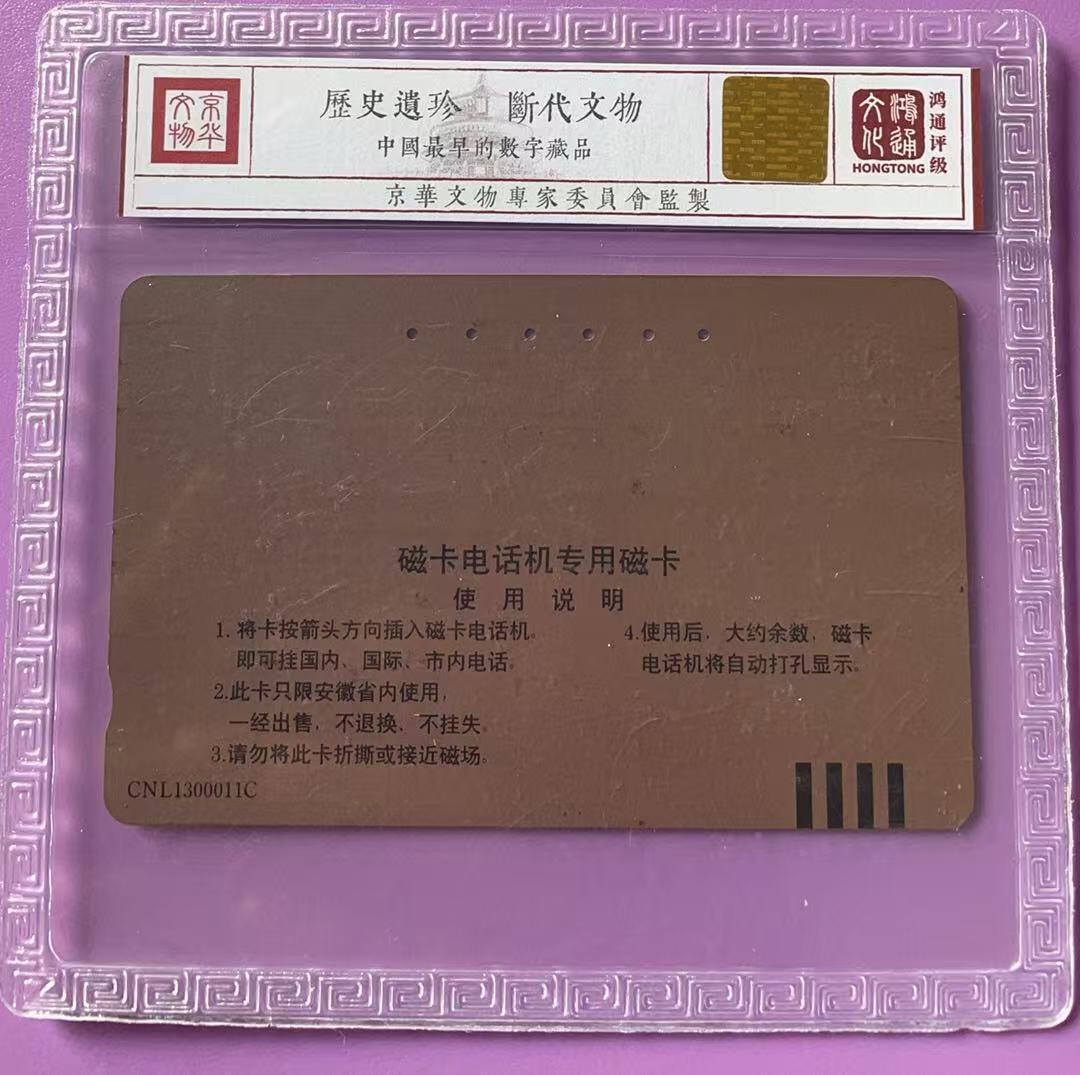 京华文物
歷史遺珍 斷代文物
中國最早的數字藏品
京華文物專家委員會監製
鴻通文化
HONGTONG
鸿通评级
磁卡电话机专用磁卡
使用说明
1. 将卡按箭头方向插入磁卡电话机。
即可挂国内、国际、市内电话。
2.此卡只限安徽省内使用,
一经出售, 不退换、不挂失。
3.请勿将此卡折撕或接近磁场。
4.使用后, 大约余数, 磁卡
电话机将自动打孔显示。
CNL1300011C